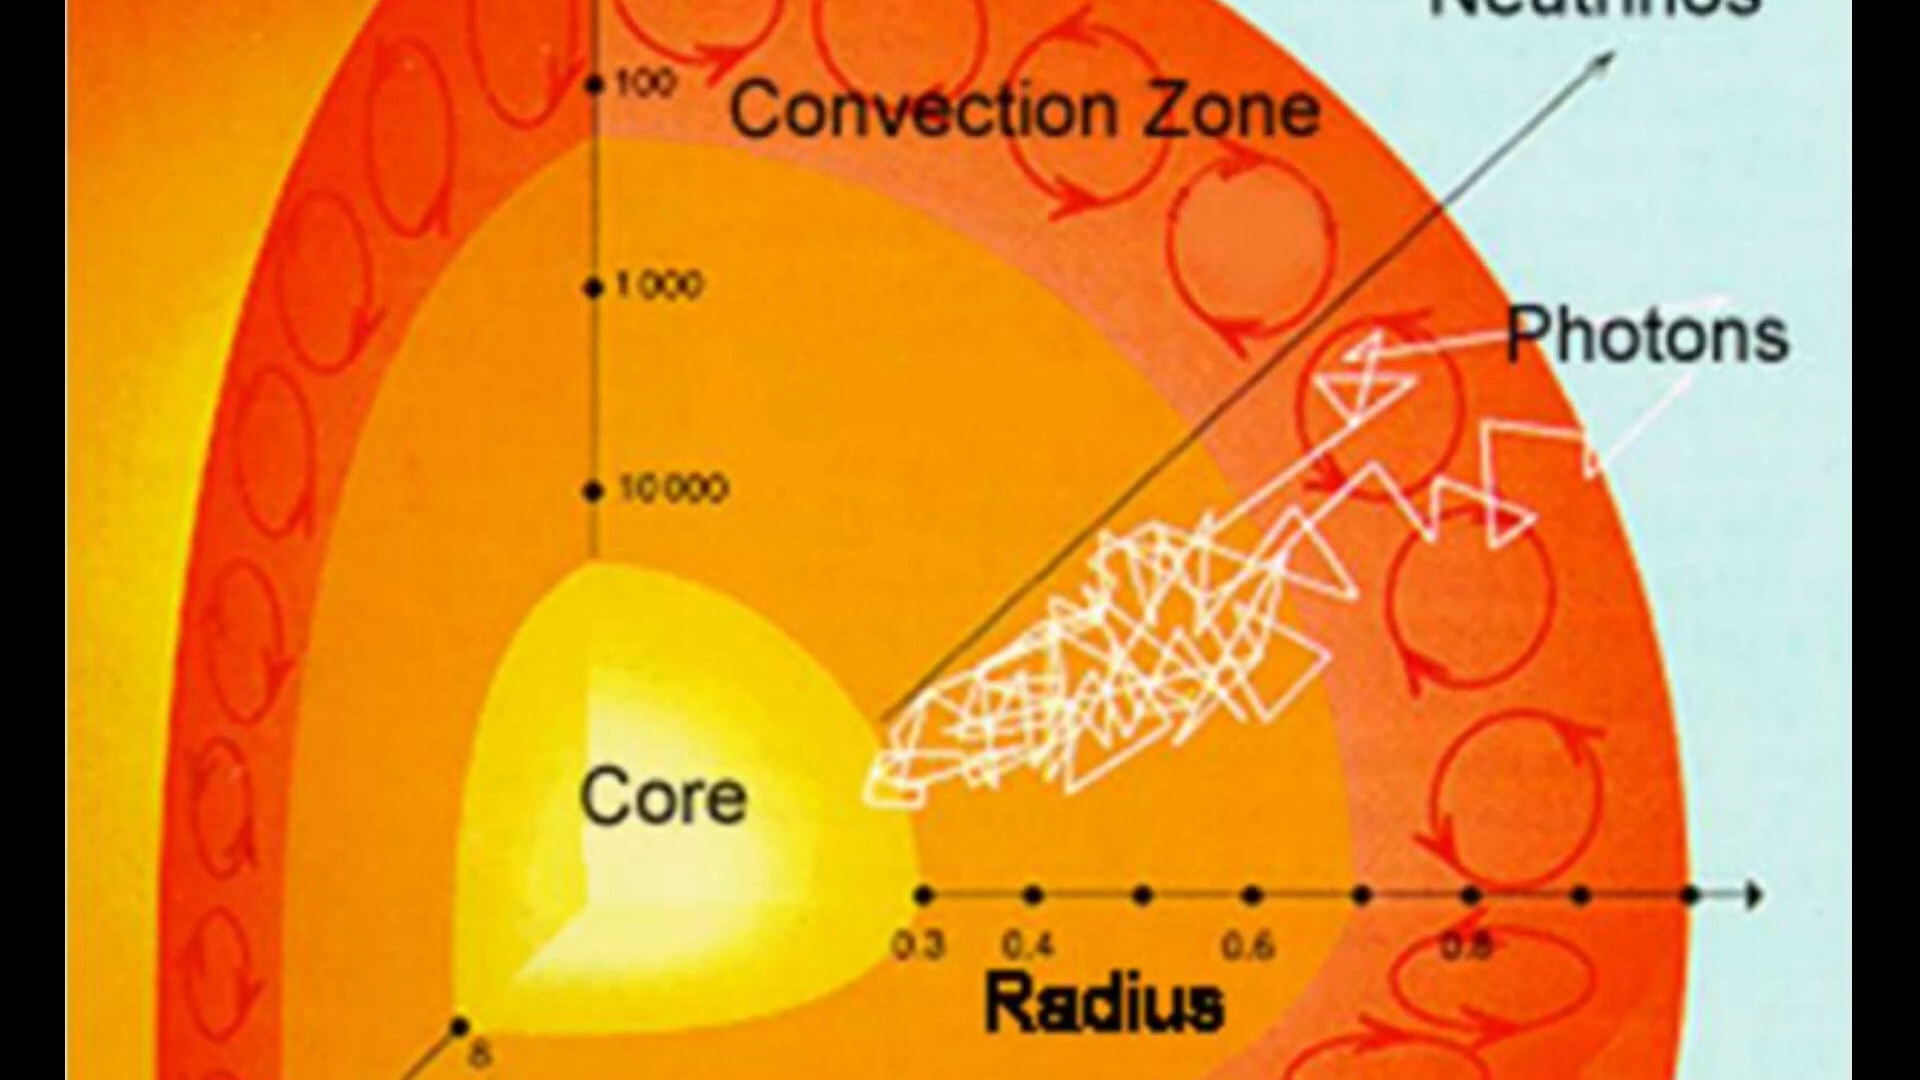 Neutrinos
100
Convection Zone
1 000
Photons
10 000
Core
0.3 0.4 0.6 0.8
Radius
8